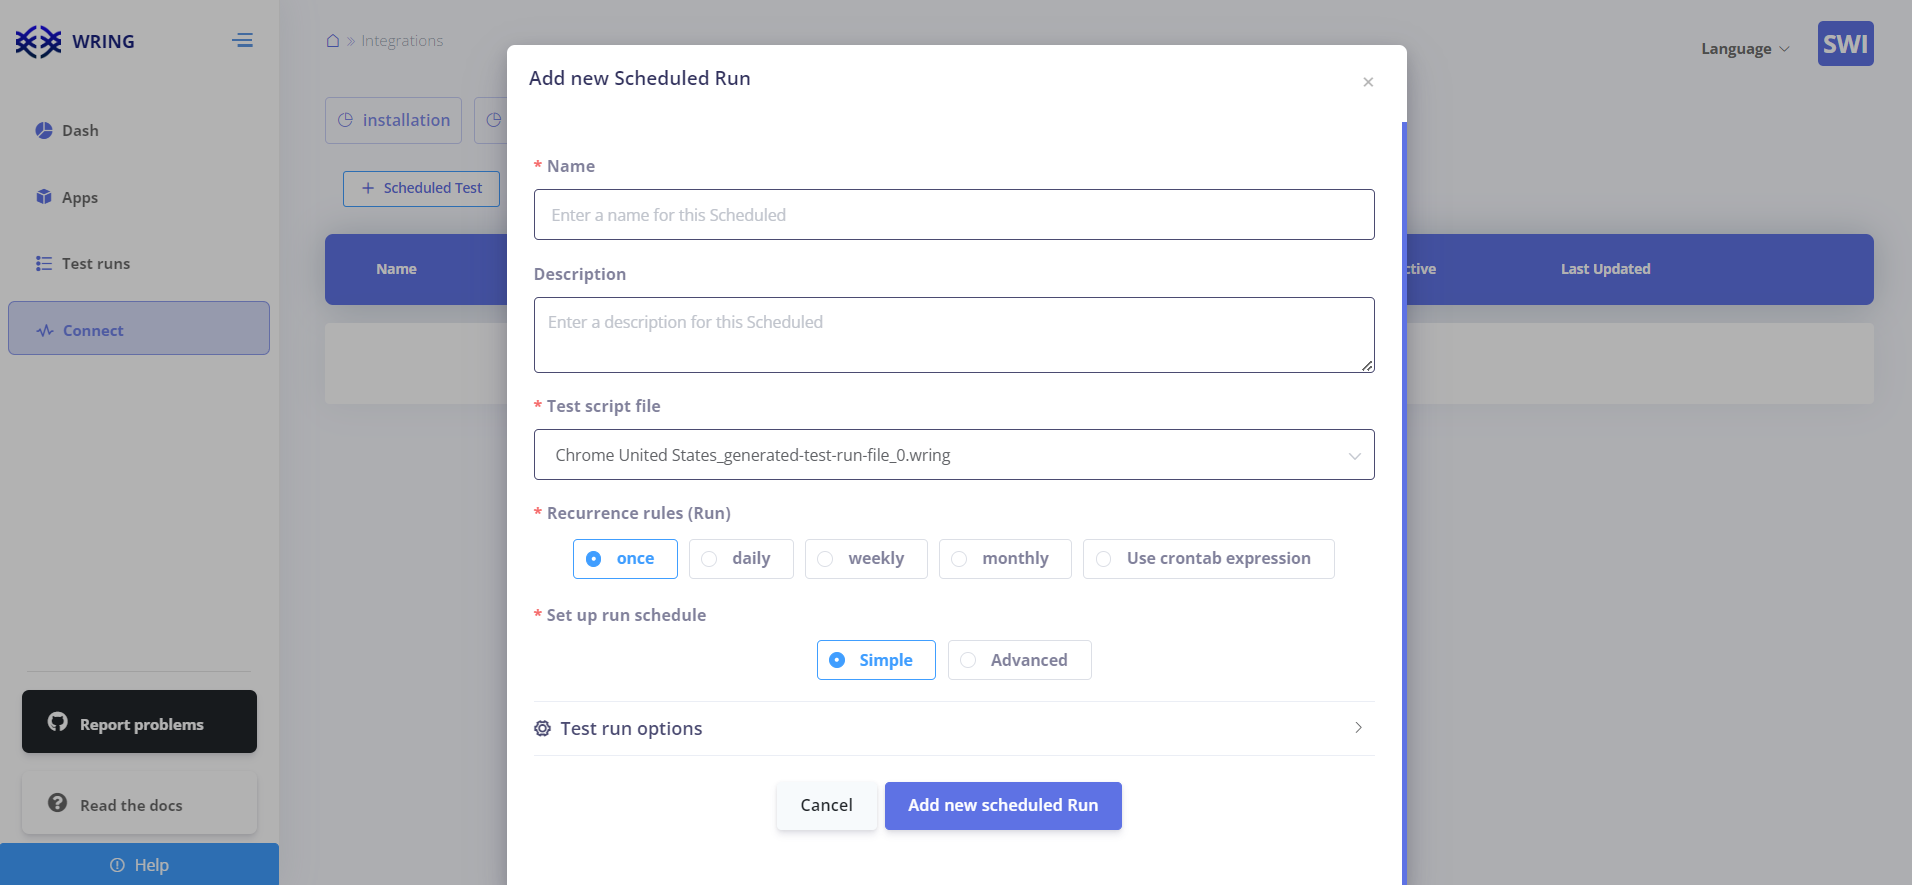 WRING
Integrations
Language
SWI
Dash
Apps
Test runs
Connect
Report problems
Read the docs
Help
installation
Scheduled Test
Name
ctive
Last Updated
Add new Scheduled Run
* Name
Enter a name for this Scheduled
Description
Enter a description for this Scheduled
* Test script file
Chrome United States_generated-test-run-file_0.wring
* Recurrence rules (Run)
once daily weekly monthly Use crontab expression
* Set up run schedule
Simple Advanced
Test run options
Cancel Add new scheduled Run